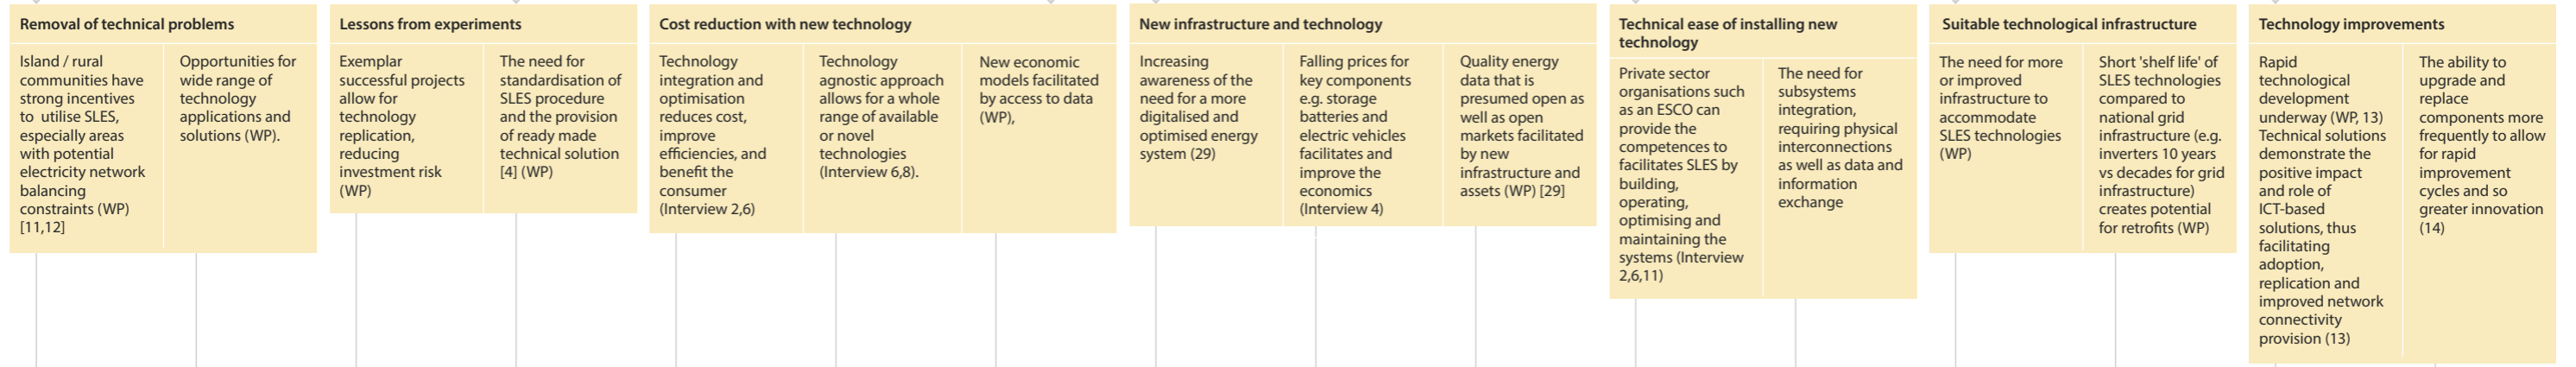 Removal of technical problems
Island / rural
communities have
strong incentives
to utilise SLES,
especially areas
with potential
electricity network
balancing
constraints (WP)
[11,12]
Opportunities for
wide range of
technology
applications and
solutions (WP).
Lessons from experiments
Exemplar
successful projects
allow for
technology
replication,
reducing
investment risk
(WP)
The need for
standardisation of
SLES procedure
and the provision
of ready made
technical solution
[4] (WP)
Cost reduction with new technology
Technology
integration and
optimisation
reduces cost,
improve
efficiencies, and
benefit the
consumer
(Interview 2,6)
Technology
agnostic approach
allows for a whole
range of available
or novel
technologies
(Interview 6,8).
New economic
models facilitated
by access to data
(WP),
New infrastructure and technology
Increasing
awareness of the
need for a more
digitalised and
optimised energy
system (29)
Falling prices for
key components
e.g. storage
batteries and
electric vehicles
facilitates and
improve the
economics
(Interview 4)
Quality energy
data that is
presumed open as
well as open
markets facilitated
by new
infrastructure and
assets (WP) [29]
Technical ease of installing new
technology
Private sector
organisations such
as an ESCO can
provide the
competences to
facilitates SLES by
building,
operating,
optimising and
maintaining the
systems (Interview
2,6,11)
The need for
subsystems
integration,
requiring physical
interconnections
as well as data and
information
exchange
Suitable technological infrastructure
The need for more
or improved
infrastructure to
accommodate
SLES technologies
(WP)
Short 'shelf life' of
SLES technologies
compared to
national grid
infrastructure (e.g.
inverters 10 years
vs decades for grid
infrastructure)
creates potential
for retrofits (WP)
Technology improvements
Rapid
technological
development
underway (WP, 13)
Technical solutions
demonstrate the
positive impact
and role of
ICT-based
solutions, thus
facilitating
adoption,
replication and
improved network
connectivity
provision (13)
The ability to
upgrade and
replace
components more
frequently to allow
for rapid
improvement
cycles and so
greater innovation
(14)